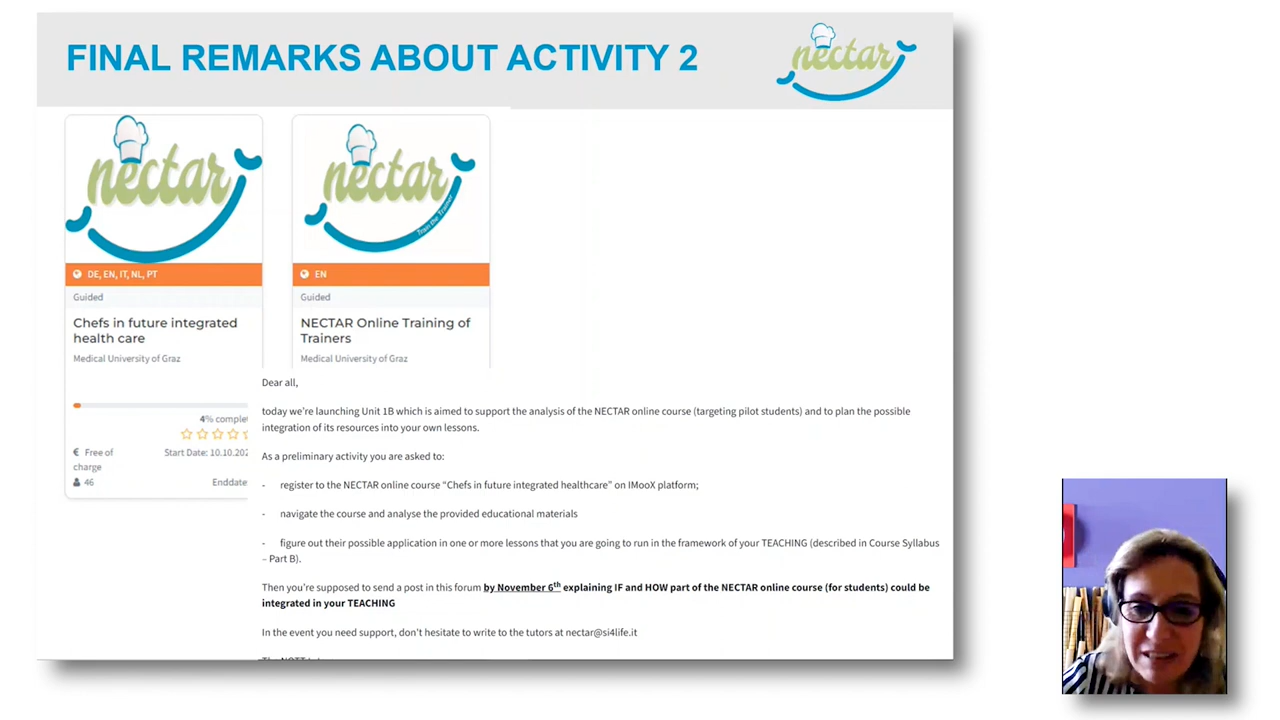 FINAL REMARKS ABOUT ACTIVITY 2
nectar
nectar
nectar
Train the Trainer
DE, EN, IT, NL, PT
EN
Guided
Guided
Chefs in future integrated
health care
NECTAR Online Training of
Trainers
Medical University of Graz
Medical University of Graz
4% comple
Free of
charge
Start Date: 10.10.202
46
Enddate:
Dear all,
today we're launching Unit 1B which is aimed to support the analysis of the NECTAR online course (targeting pilot students) and to plan the possible
integration of its resources into your own lessons.
As a preliminary activity you are asked to:
- register to the NECTAR online course “Chefs in future integrated healthcare” on IMooX platform;
- navigate the course and analyse the provided educational materials
- figure out their possible application in one or more lessons that you are going to run in the framework of your TEACHING (described in Course Syllabus
– Part B).
Then you're supposed to send a post in this forum by November 6th explaining IF and HOW part of the NECTAR online course (for students) could be
integrated in your TEACHING
In the event you need support, don't hesitate to write to the tutors at nectar@si4life.it